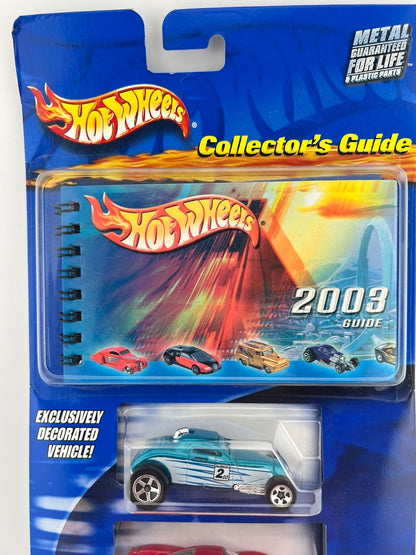 METAL
GUARANTEED
FOR LIFE
& PLASTIC PARTS
Hot Wheels
Collector's Guide
Hot Wheels
2003
GUIDE
EXCLUSIVELY
DECORATED
VEHICLE!
2